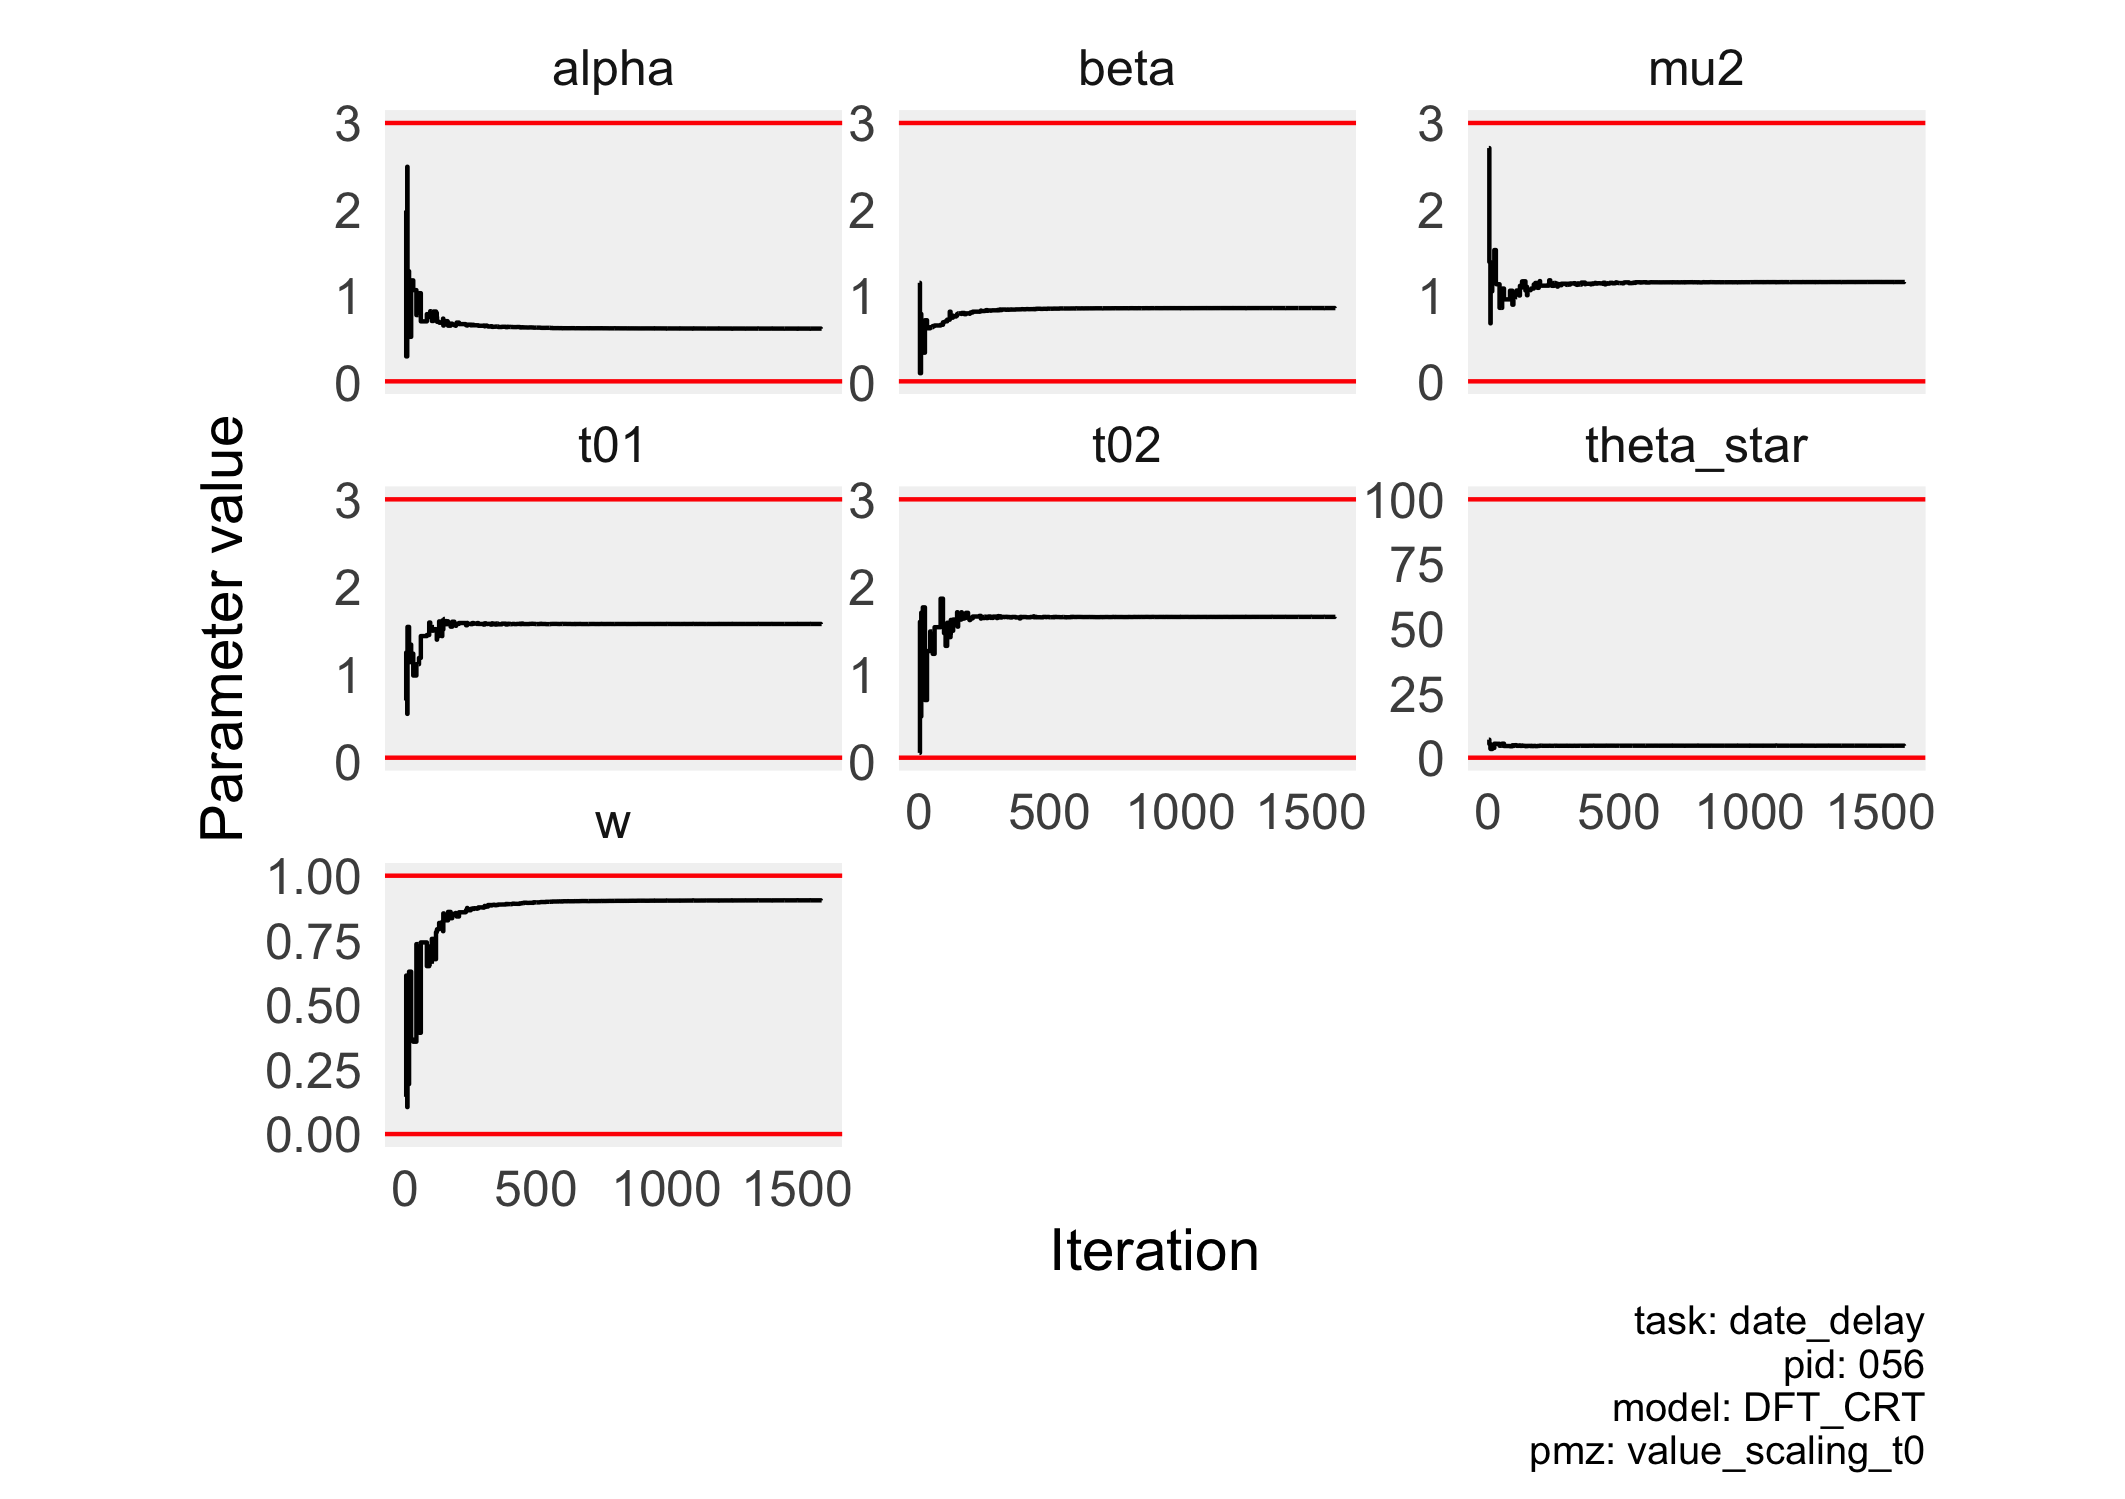 alpha
beta
mu2
3
2
1
0
3
2
1
0
3
2
1
0
t01
t02
theta_star
3
2
1
0
3
2
1
0
100
75
50
25
0
0 500 1000 1500
0 500 1000 1500
w
1.00
0.75
0.50
0.25
0.00
0 500 1000 1500
Parameter value
Iteration
task: date_delay
pid: 056
model: DFT_CRT
pmz: value_scaling_t0